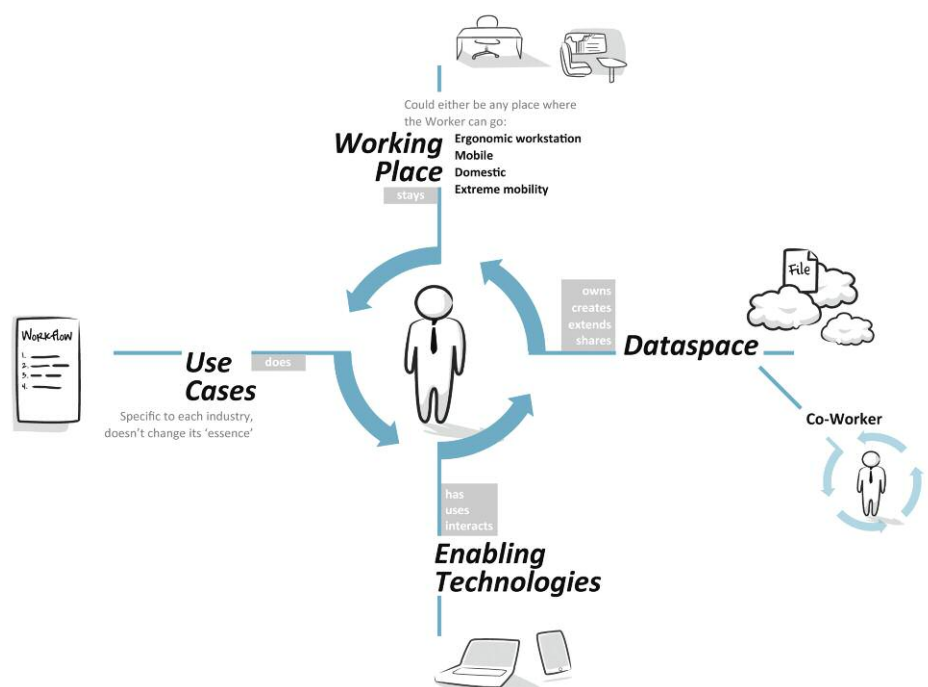 Could either be any place where
the Worker can go:
Working
Place
Ergonomic workstation
Mobile
Domestic
Extreme mobility
stays
File
owns
creates
extends
shares
Dataspace
Workflow
1.
2.
3.
4.
Use
Cases
does
Specific to each industry,
doesn't change its 'essence'
Co-Worker
has
uses
interacts
Enabling
Technologies